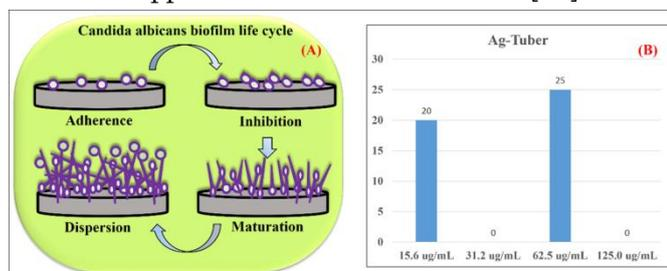 Candida albicans biofilm life cycle
(A)
Adherence
Inhibition
Dispersion
Maturation
Ag-Tuber
(B)
30
25
20
15
10
5
0
20
0
25
0
15.6 ug/mL 31.2 ug/mL 62.5 ug/mL 125.0 ug/mL